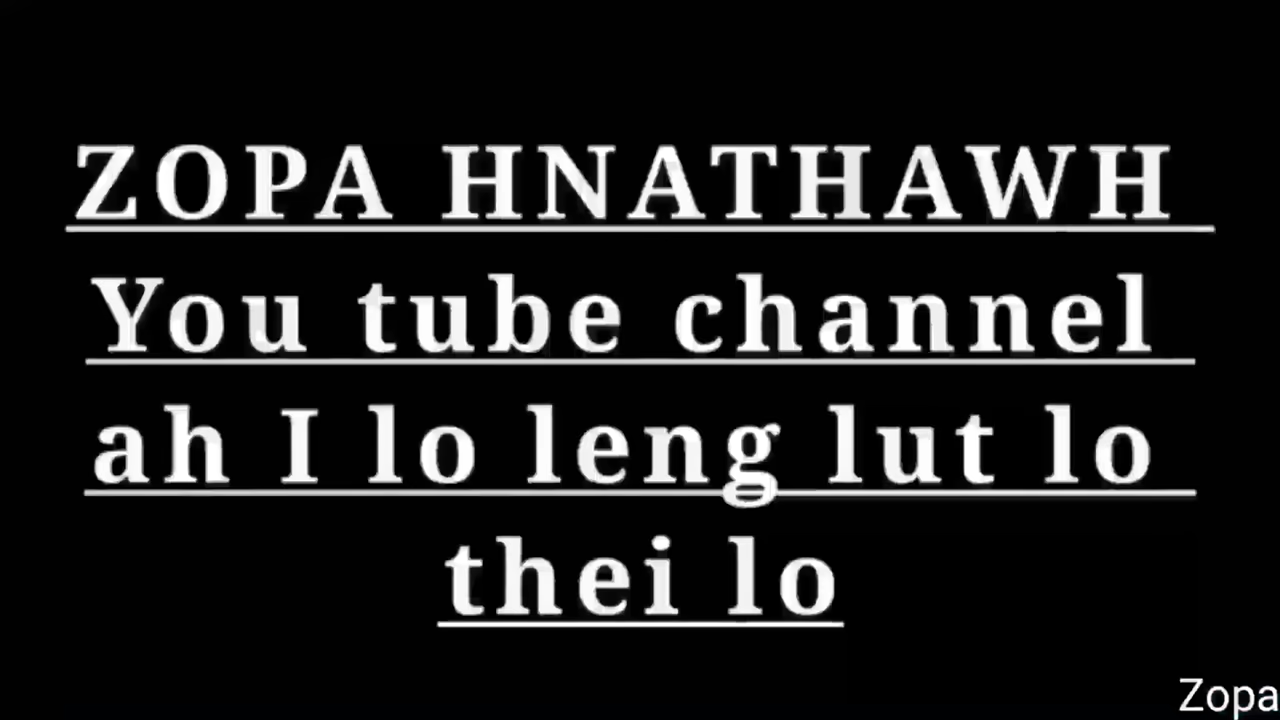 ZOPA HNATHAWH
You tube channel
ah I lo leng lut lo
thei lo
Zopa